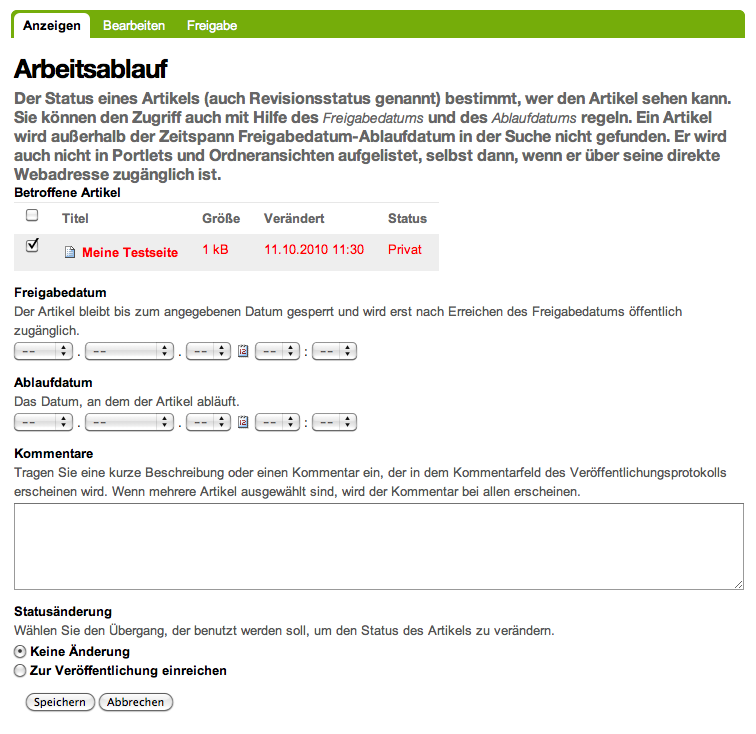 Anzeigen Bearbeiten Freigabe
Arbeitsablauf
Der Status eines Artikels (auch Revisionsstatus genannt) bestimmt, wer den Artikel sehen kann.
Sie können den Zugriff auch mit Hilfe des Freigabedatums und des Ablaufdatums regeln. Ein Artikel
wird außerhalb der Zeitspann Freigabedatum-Ablaufdatum in der Suche nicht gefunden. Er wird
auch nicht in Portlets und Ordneransichten aufgelistet, selbst dann, wenn er über seine direkte
Webadresse zugänglich ist.
Betroffene Artikel
Titel Größe Verändert Status
Meine Testseite 1 kB 11.10.2010 11:30 Privat
Freigabedatum
Der Artikel bleibt bis zum angegebenen Datum gesperrt und wird erst nach Erreichen des Freigabedatums öffentlich
zugänglich.
-- . -- . -- -- : --
Ablaufdatum
Das Datum, an dem der Artikel abläuft.
-- . -- . -- -- : --
Kommentare
Tragen Sie eine kurze Beschreibung oder einen Kommentar ein, der in dem Kommentarfeld des Veröffentlichungsprotokolls
erscheinen wird. Wenn mehrere Artikel ausgewählt sind, wird der Kommentar bei allen erscheinen.
Statusänderung
Wählen Sie den Übergang, der benutzt werden soll, um den Status des Artikels zu verändern.
Keine Änderung
Zur Veröffentlichung einreichen
Speichern Abbrechen